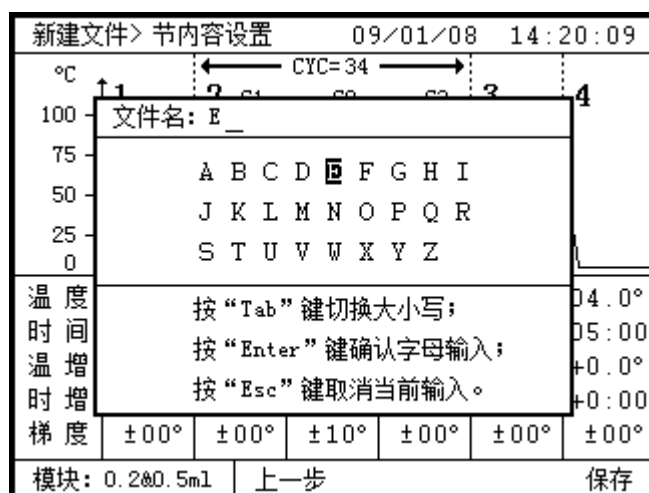 新建文件> 节内容设置 09/01/08 14:20:09
℃ CYC=34
1 2 3 4
100
文件名: E_
75
A B C D E F G H I
50
J K L M N O P Q R
25
S T U V W X Y Z
0
温 度 04.0°
按“Tab”键切换大小写;
时 间 05:00
按“Enter”键确认字母输入;
温 增 +0.0°
按“Esc”键取消当前输入。
时 增 +0:00
梯 度 ±00° ±00° ±10° ±00° ±00° ±00°
模块: 0.2&0.5ml 上一步 保存